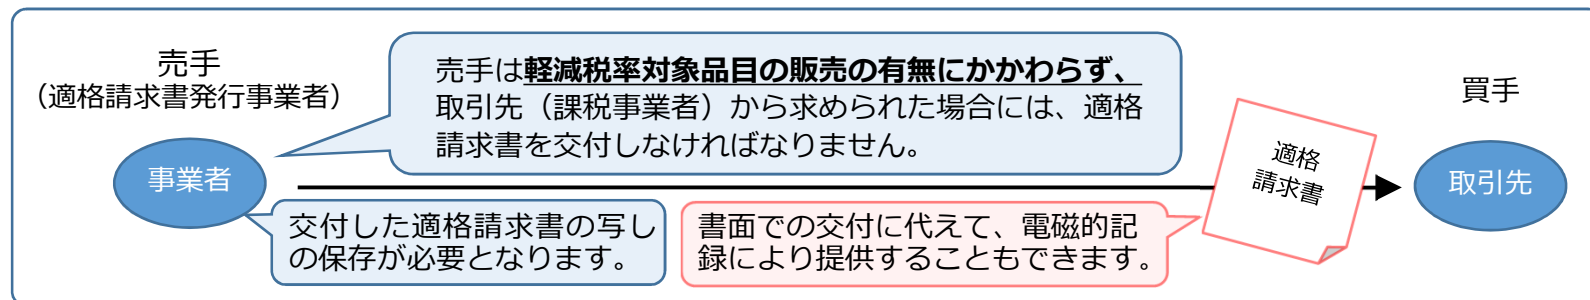 売手
（適格請求書発行事業者）
事業者
売手は軽減税率対象品目の販売の有無にかかわらず、
取引先（課税事業者）から求められた場合には、適格
請求書を交付しなければなりません。
交付した適格請求書の写し
の保存が必要となります。
書面での交付に代えて、電磁的記
録により提供することもできます。
適格
請求書
買手
取引先